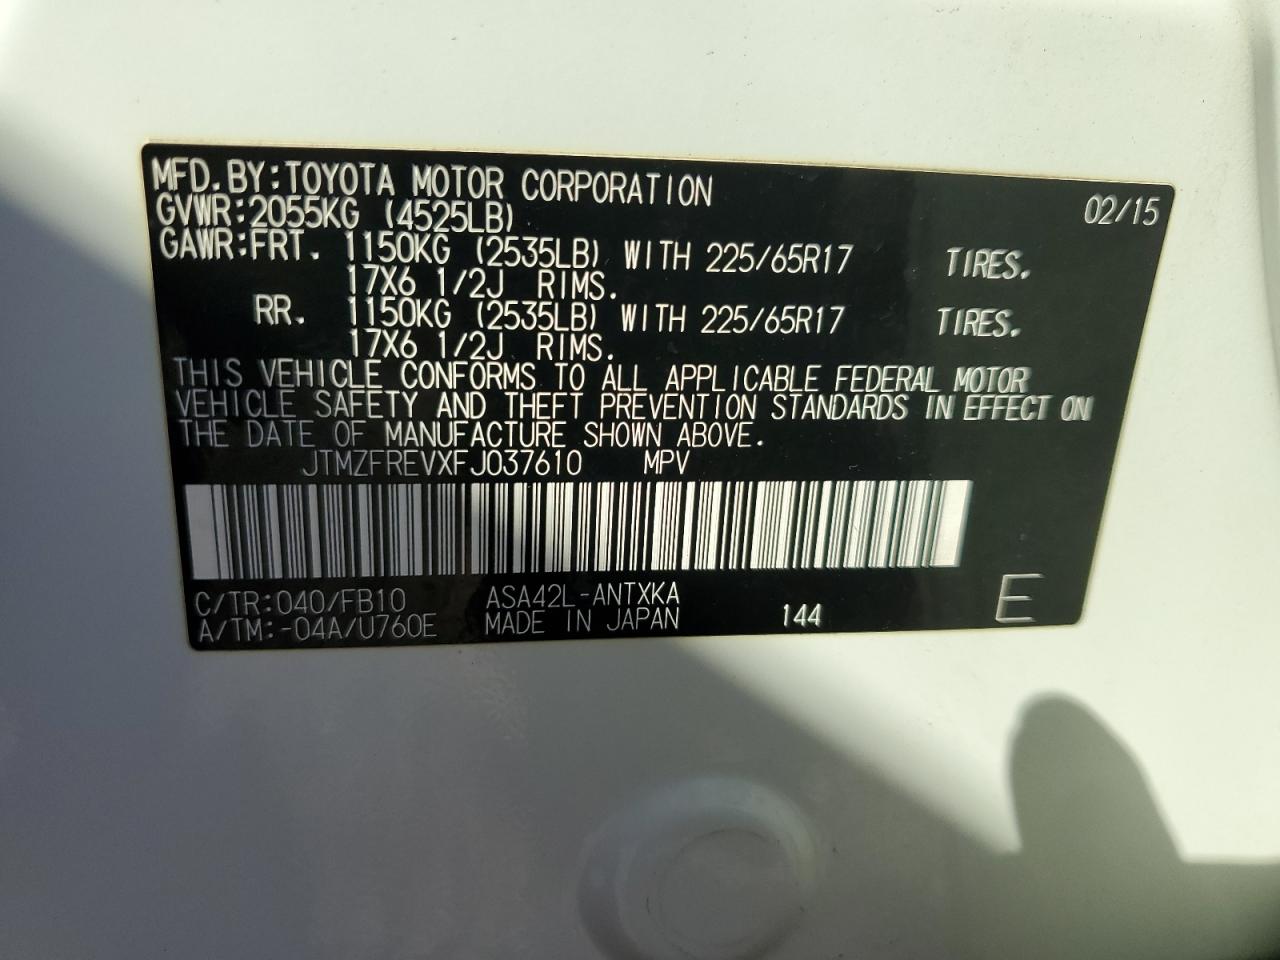 MFD.BY:TOYOTA MOTOR CORPORATION 02/15
GVWR:2055KG (4525LB)
GAWR:FRT. 1150KG (2535LB) WITH 225/65R17 TIRES.
17X6 1/2J RIMS.
RR. 1150KG (2535LB) WITH 225/65R17 TIRES.
17X6 1/2J RIMS.
THIS VEHICLE CONFORMS TO ALL APPLICABLE FEDERAL MOTOR
VEHICLE SAFETY AND THEFT PREVENTION STANDARDS IN EFFECT ON
THE DATE OF MANUFACTURE SHOWN ABOVE.
JTMZFREVXFJ037610 MPV
C/TR:040/FB10 ASA42L-ANTXKA
A/TM:-04A/U760E MADE IN JAPAN 144 E